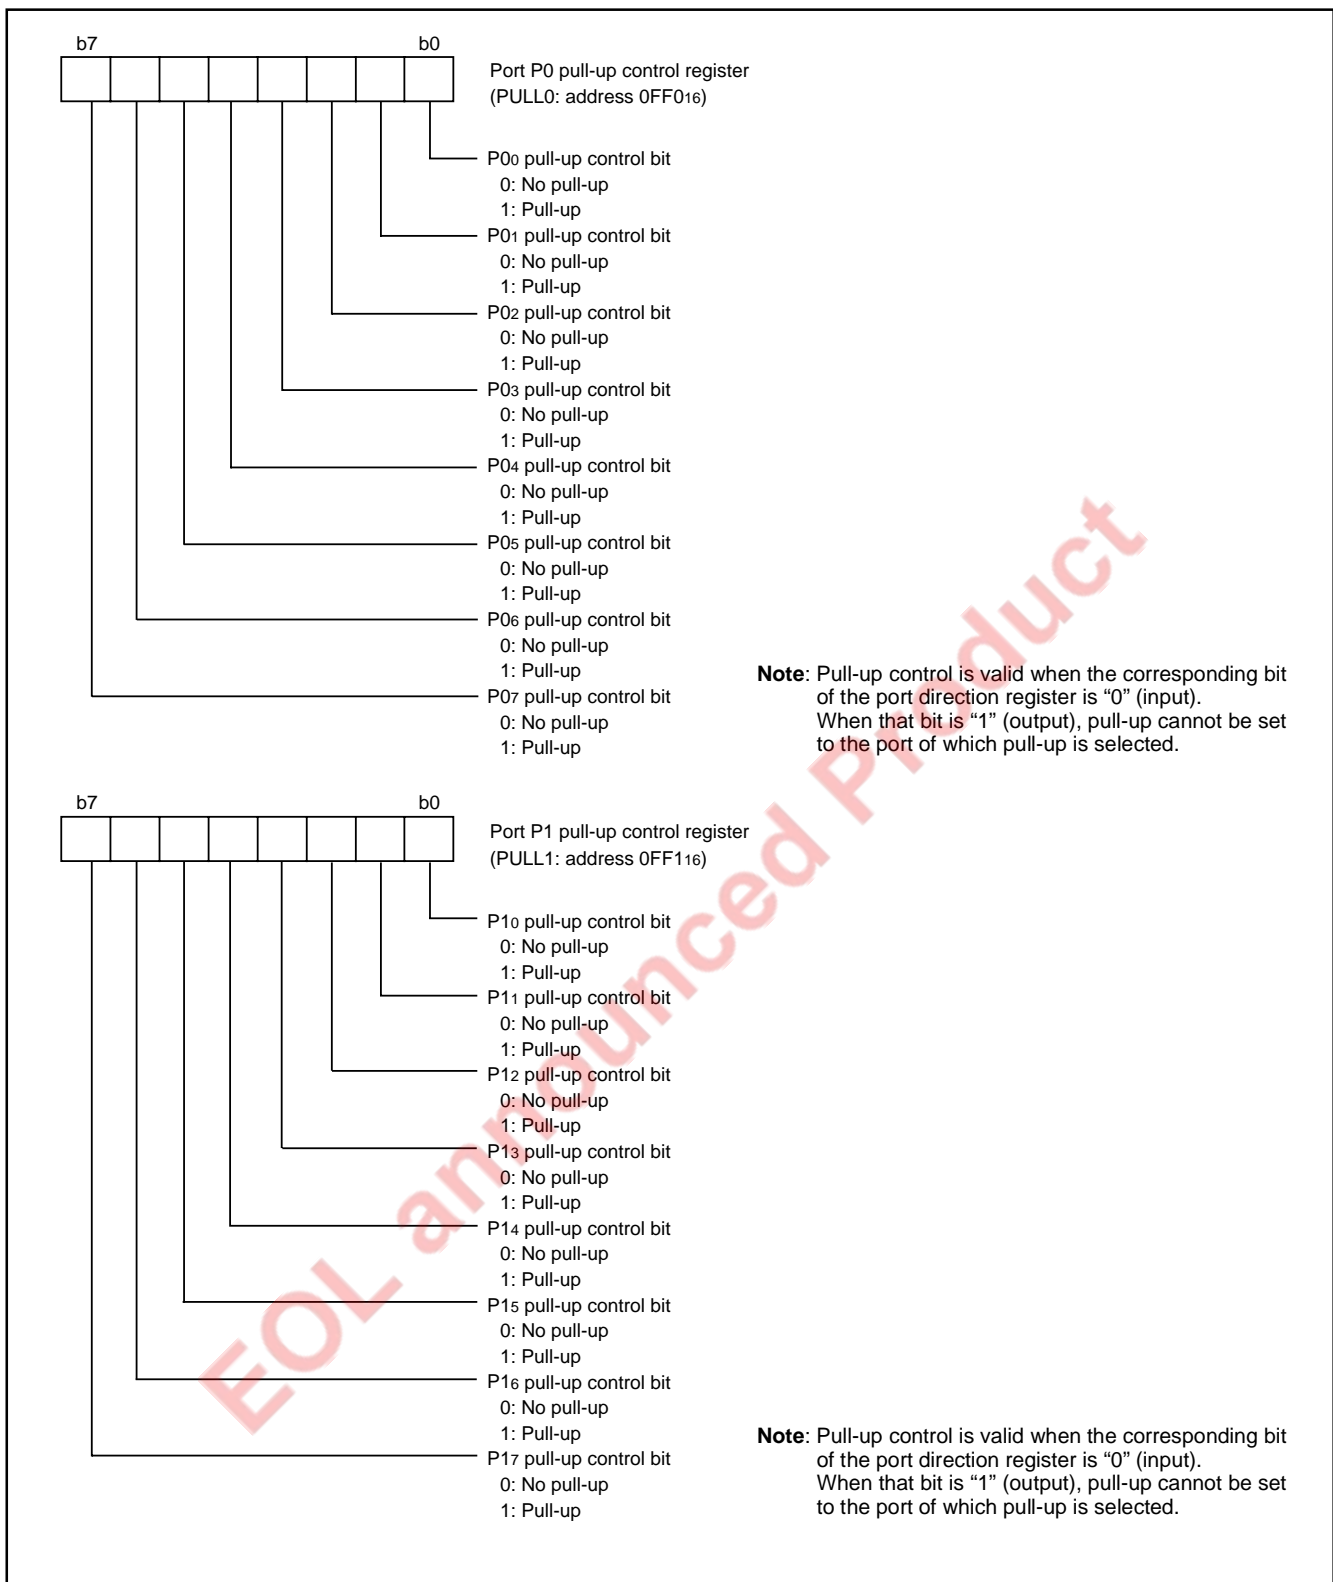 b7 b0
Port P0 pull-up control register
(PULL0: address 0FF016)
P00 pull-up control bit
0: No pull-up
1: Pull-up
P01 pull-up control bit
0: No pull-up
1: Pull-up
P02 pull-up control bit
0: No pull-up
1: Pull-up
P03 pull-up control bit
0: No pull-up
1: Pull-up
P04 pull-up control bit
0: No pull-up
1: Pull-up
P05 pull-up control bit
0: No pull-up
1: Pull-up
P06 pull-up control bit
0: No pull-up
1: Pull-up
P07 pull-up control bit
0: No pull-up
1: Pull-up
Note: Pull-up control is valid when the corresponding bit
of the port direction register is “0” (input).
When that bit is “1” (output), pull-up cannot be set
to the port of which pull-up is selected.
b7 b0
Port P1 pull-up control register
(PULL1: address 0FF116)
P10 pull-up control bit
0: No pull-up
1: Pull-up
P11 pull-up control bit
0: No pull-up
1: Pull-up
P12 pull-up control bit
0: No pull-up
1: Pull-up
P13 pull-up control bit
0: No pull-up
1: Pull-up
P14 pull-up control bit
0: No pull-up
1: Pull-up
P15 pull-up control bit
0: No pull-up
1: Pull-up
P16 pull-up control bit
0: No pull-up
1: Pull-up
P17 pull-up control bit
0: No pull-up
1: Pull-up
Note: Pull-up control is valid when the corresponding bit
of the port direction register is “0” (input).
When that bit is “1” (output), pull-up cannot be set
to the port of which pull-up is selected.
EOL announced Product